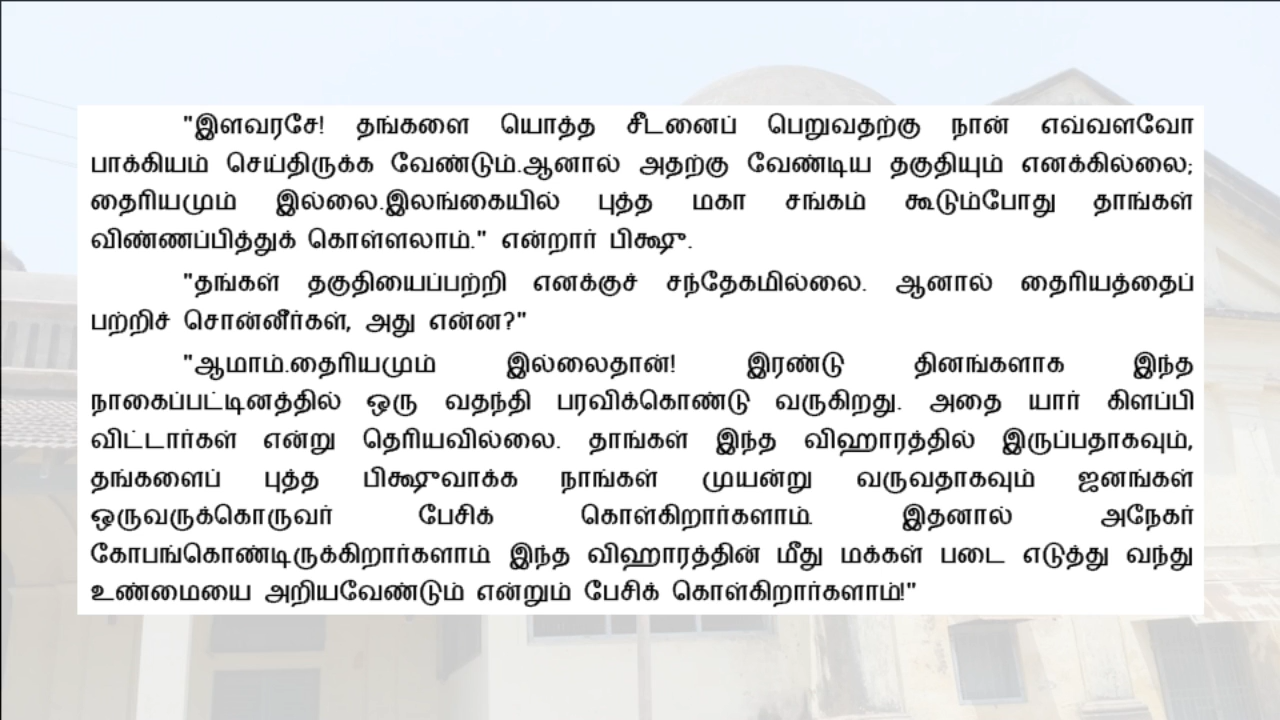 "இளவரசே! தங்களை யொத்த சீடனைப் பெறுவதற்கு நான் எவ்வளவோ
பாக்கியம் செய்திருக்க வேண்டும்.ஆனால் அதற்கு வேண்டிய தகுதியும் எனக்கில்லை;
தைரியமும் இல்லை.இலங்கையில் புத்த மகா சங்கம் கூடும்போது தாங்கள்
விண்ணப்பித்துக் கொள்ளலாம்." என்றார் பிக்ஷு.
"தங்கள் தகுதியைப்பற்றி எனக்குச் சந்தேகமில்லை. ஆனால் தைரியத்தைப்
பற்றிச் சொன்னீர்கள், அது என்ன?"
"ஆமாம்.தைரியமும் இல்லைதான்! இரண்டு தினங்களாக இந்த
நாகைப்பட்டினத்தில் ஒரு வதந்தி பரவிக்கொண்டு வருகிறது. அதை யார் கிளப்பி
விட்டார்கள் என்று தெரியவில்லை. தாங்கள் இந்த விஹாரத்தில் இருப்பதாகவும்,
தங்களைப் புத்த பிக்ஷுவாக்க நாங்கள் முயன்று வருவதாகவும் ஜனங்கள்
ஒருவருக்கொருவர் பேசிக் கொள்கிறார்களாம். இதனால் அநேகர்
கோபங்கொண்டிருக்கிறார்களாம் இந்த விஹாரத்தின் மீது மக்கள் படை எடுத்து வந்து
உண்மையை அறியவேண்டும் என்றும் பேசிக் கொள்கிறார்களாம்!"